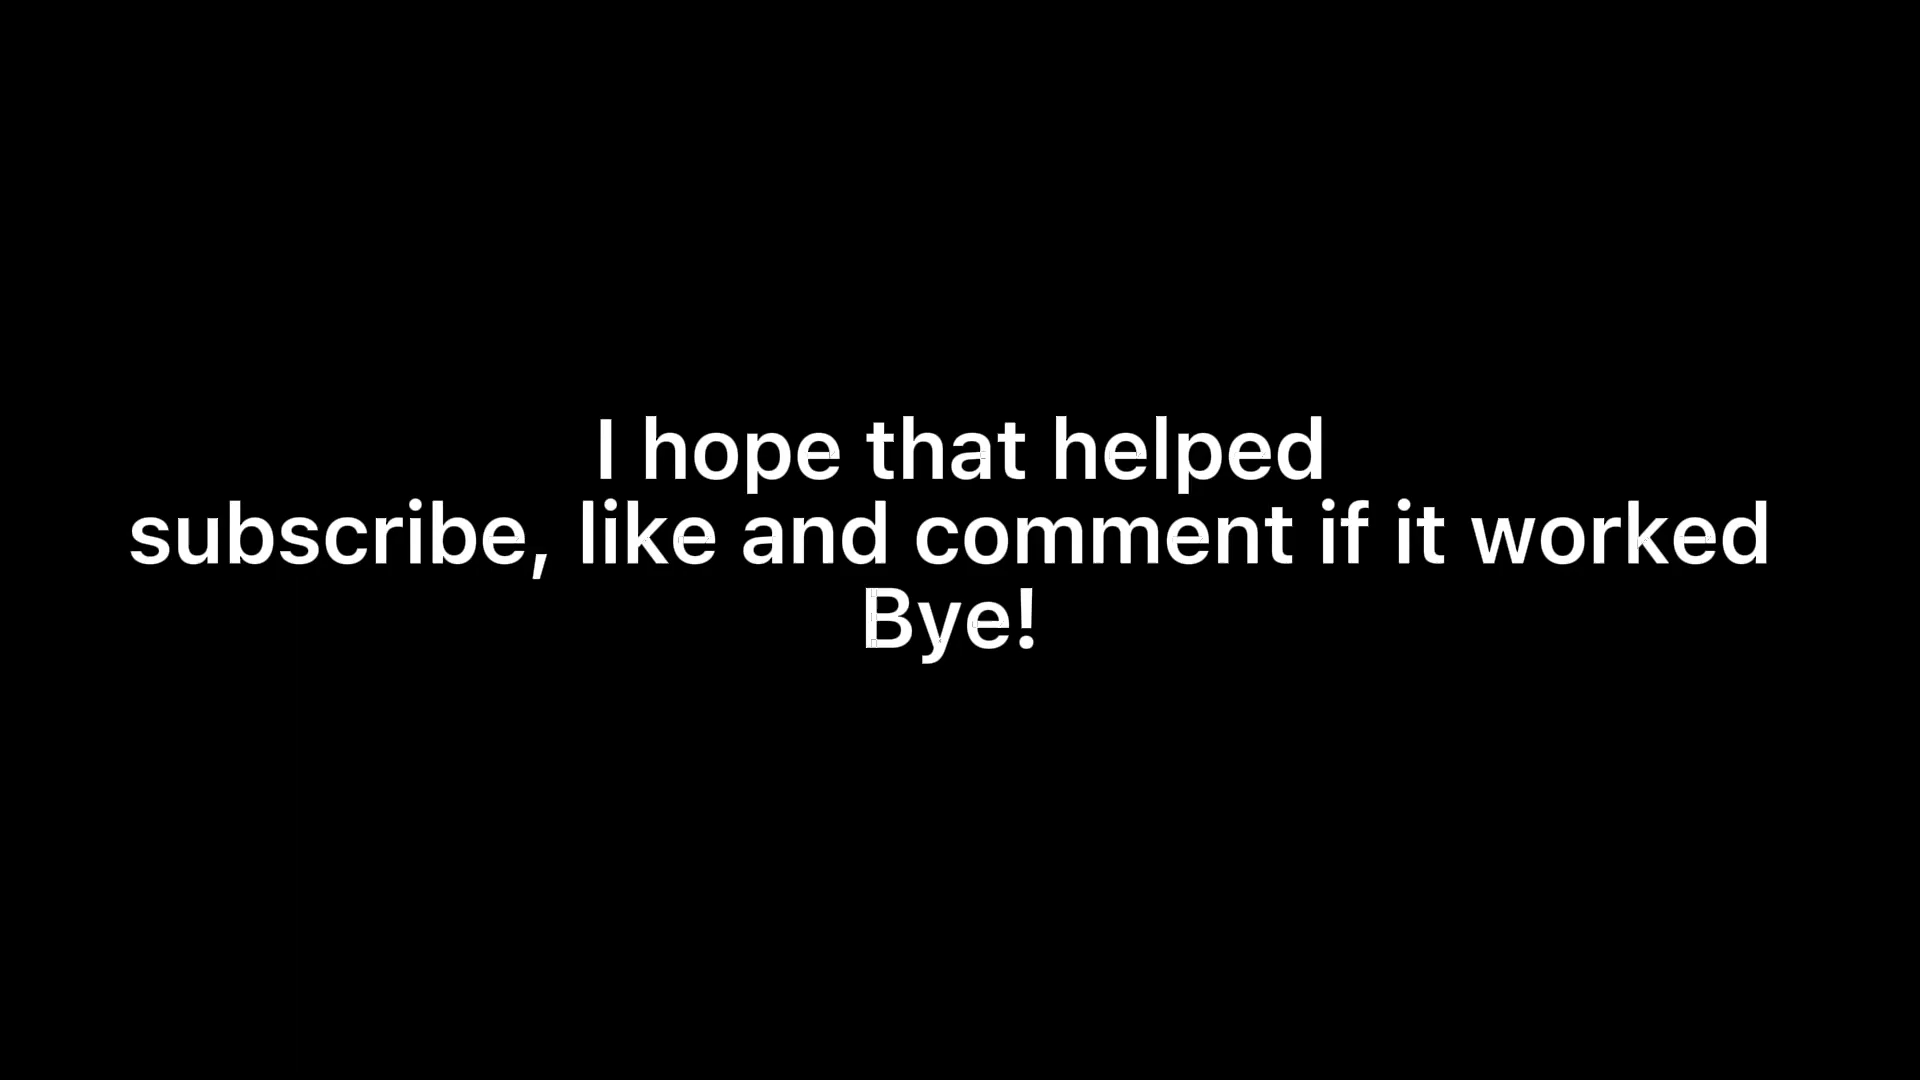 I hope that helped
subscribe, like and comment if it worked
Bye!